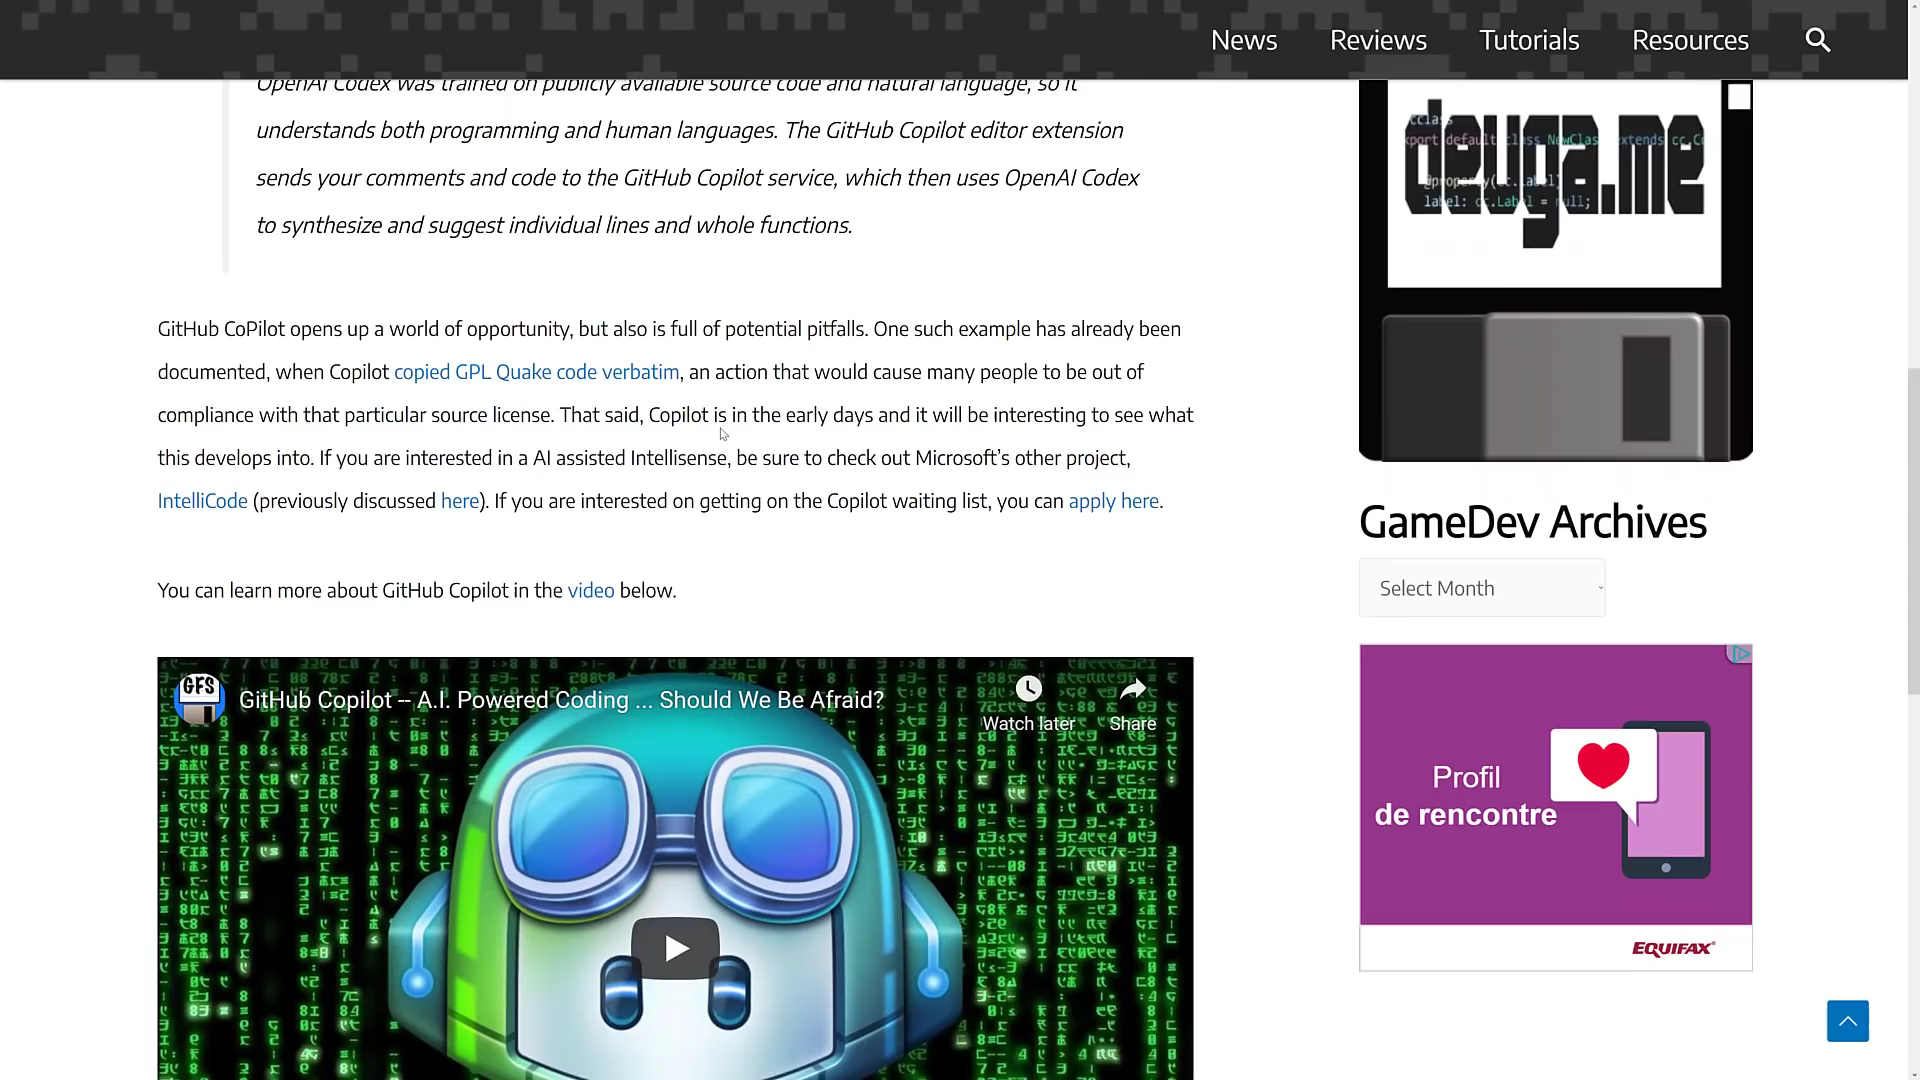 News Reviews Tutorials Resources
OpenAI Codex was trained on publicly available source code and natural language, so it
understands both programming and human languages. The GitHub Copilot editor extension
sends your comments and code to the GitHub Copilot service, which then uses OpenAI Codex
to synthesize and suggest individual lines and whole functions.
GitHub CoPilot opens up a world of opportunity, but also is full of potential pitfalls. One such example has already been
documented, when Copilot copied GPL Quake code verbatim, an action that would cause many people to be out of
compliance with that particular source license. That said, Copilot is in the early days and it will be interesting to see what
this develops into. If you are interested in a AI assisted Intellisense, be sure to check out Microsoft’s other project,
IntelliCode (previously discussed here). If you are interested on getting on the Copilot waiting list, you can apply here.
You can learn more about GitHub Copilot in the video below.
GFS
GitHub Copilot -- A.I. Powered Coding ... Should We Be Afraid?
Watch later
Share
devga.me
label: cc.Label = null;
GameDev Archives
Select Month
Profil
de rencontre
EQUIFAX